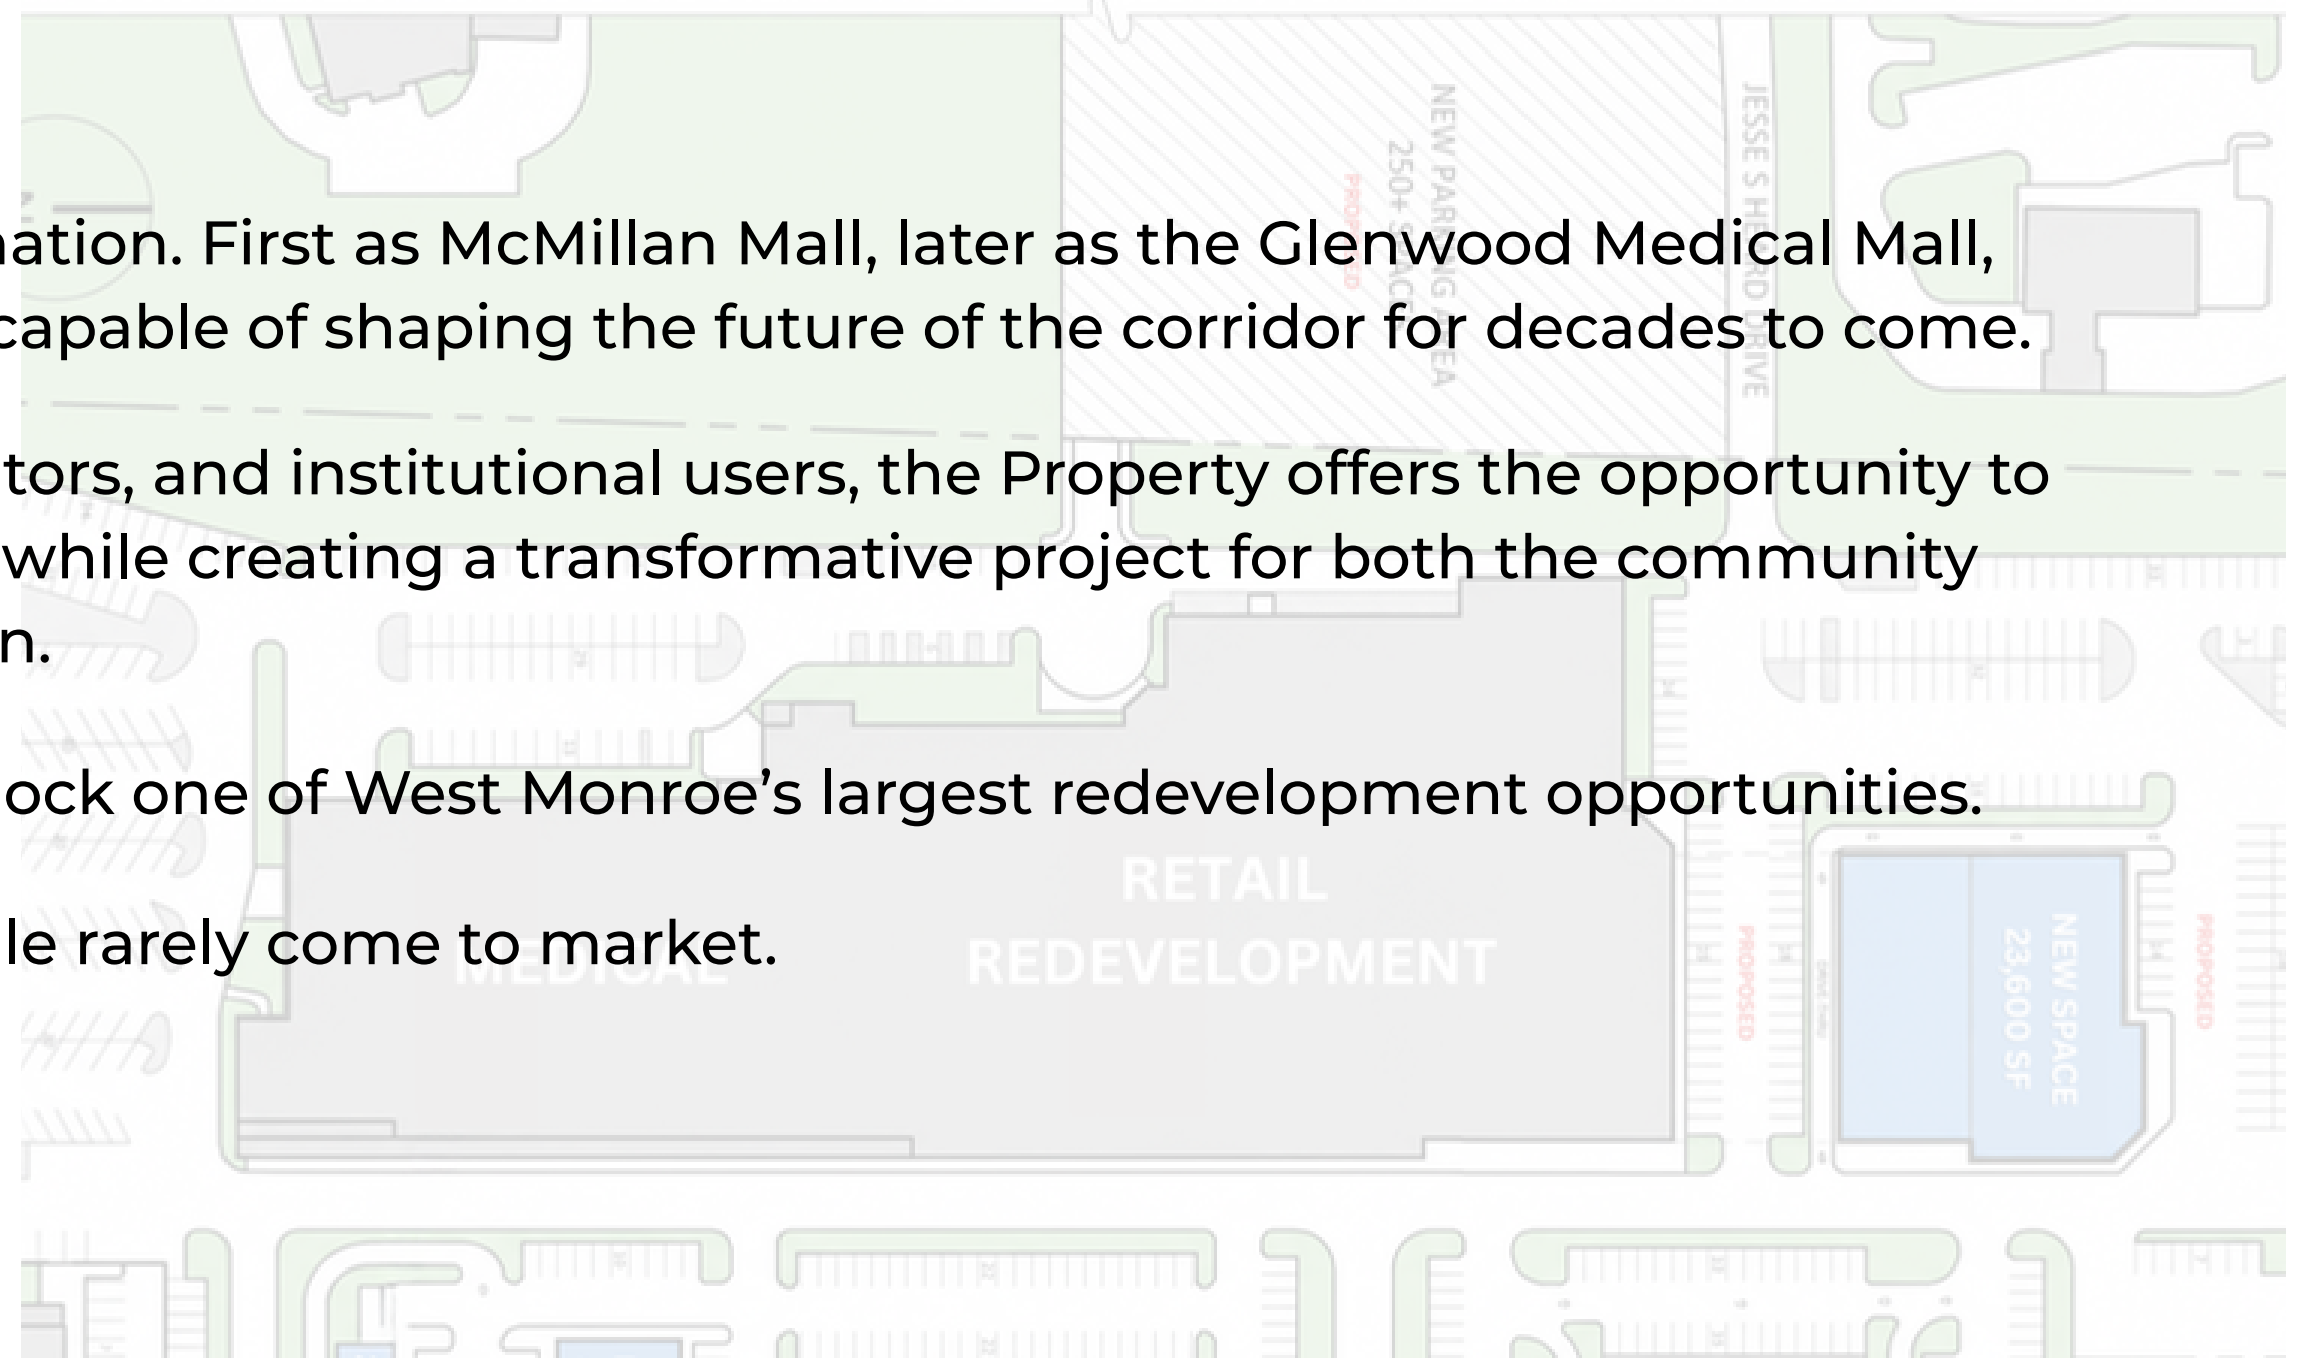 NEW PARKING AREA
250+
PROPOSED
JESSE S HEARD DRIVE
nation. First as McMillan Mall, later as the Glenwood Medical Mall,
capable of shaping the future of the corridor for decades to come.
tors, and institutional users, the Property offers the opportunity to
while creating a transformative project for both the community
n.
ock one of West Monroe’s largest redevelopment opportunities.
le rarely come to market.
RETAIL
REDEVELOPMENT
MEDICAL
PROPOSED
NEW SPACE
23,600 SF
PROPOSED